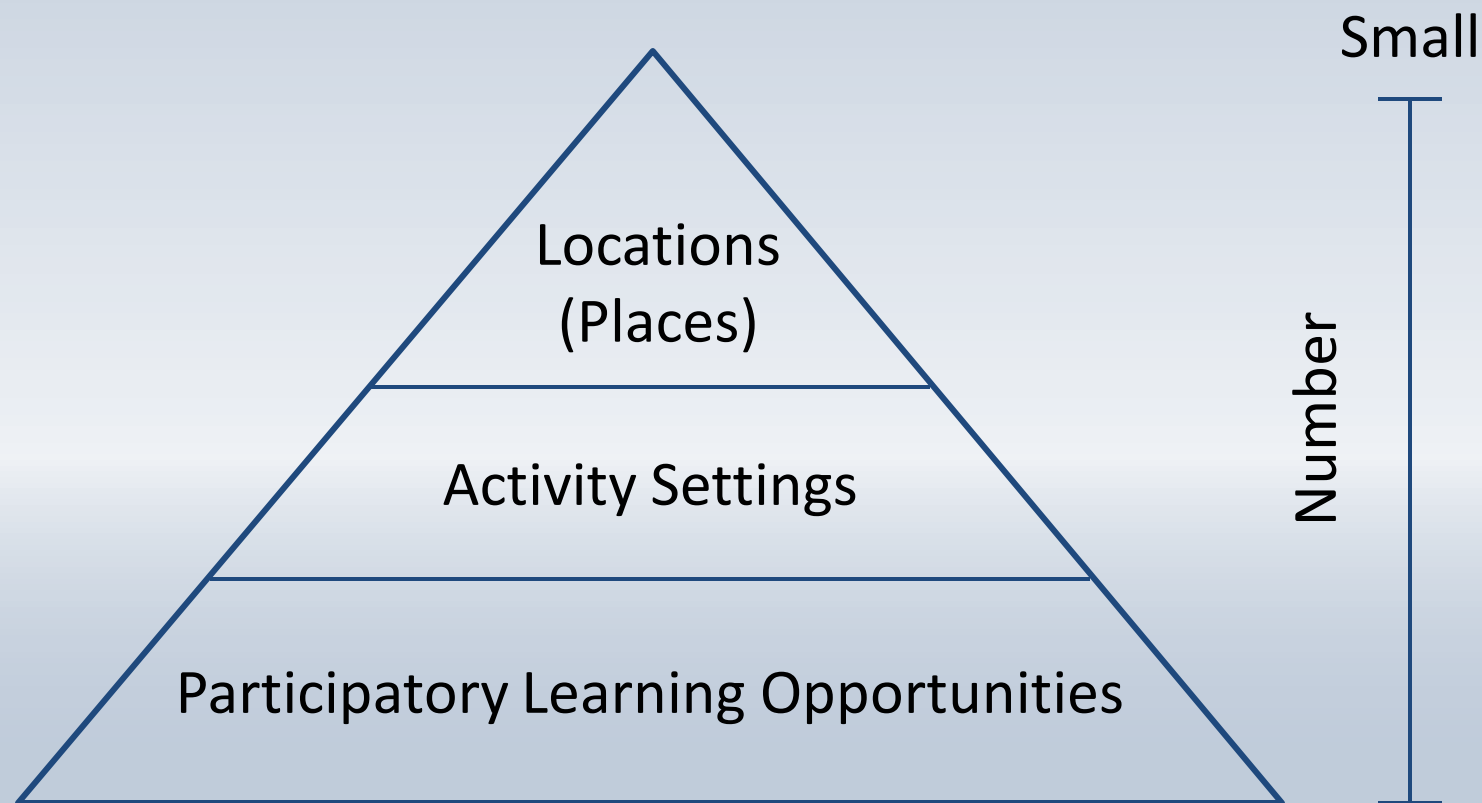 Small
Locations
(Places)
Number
Activity Settings
Participatory Learning Opportunities